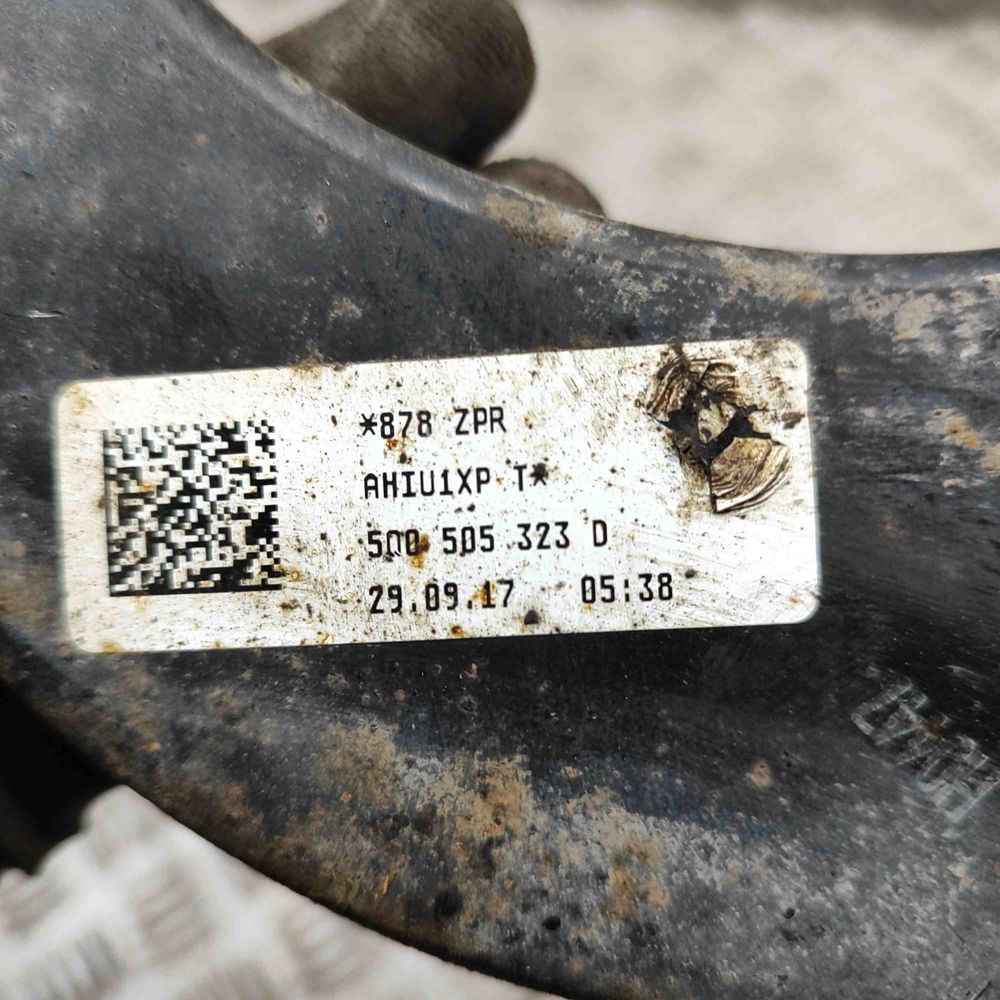 *878 ZPR
AHIU1XP T*
5Q0 505 323 D
29.09.17 05:38